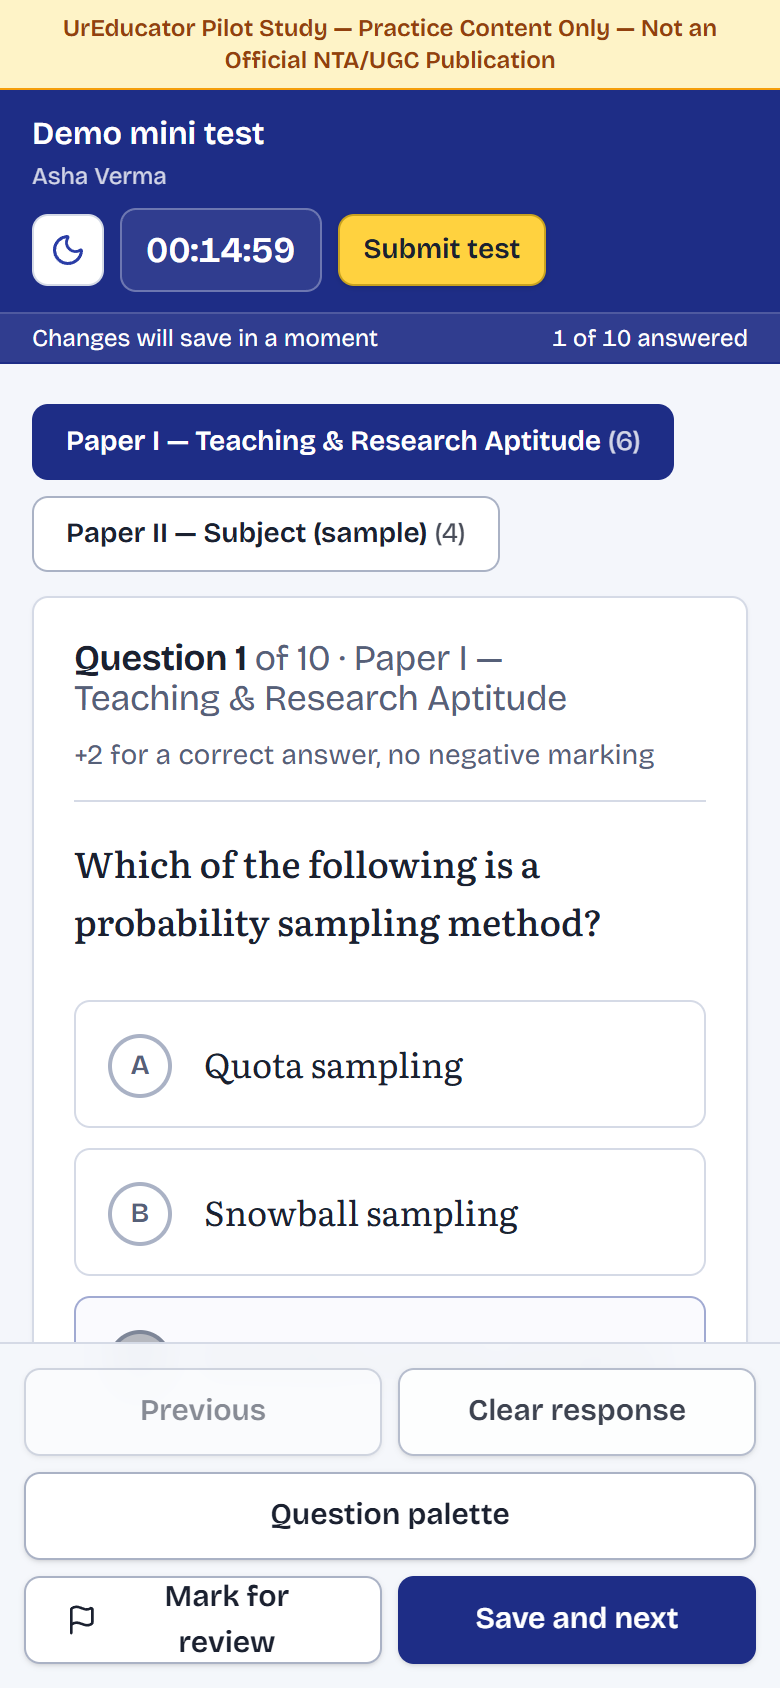 UrEducator Pilot Study — Practice Content Only — Not an
Official NTA/UGC Publication
Demo mini test
Asha Verma
00:14:59
Submit test
Changes will save in a moment
1 of 10 answered
Paper I — Teaching & Research Aptitude (6)
Paper II — Subject (sample) (4)
Question 1 of 10 · Paper I —
Teaching & Research Aptitude
+2 for a correct answer, no negative marking
Which of the following is a
probability sampling method?
A Quota sampling
B Snowball sampling
Previous
Clear response
Question palette
Mark for
review
Save and next